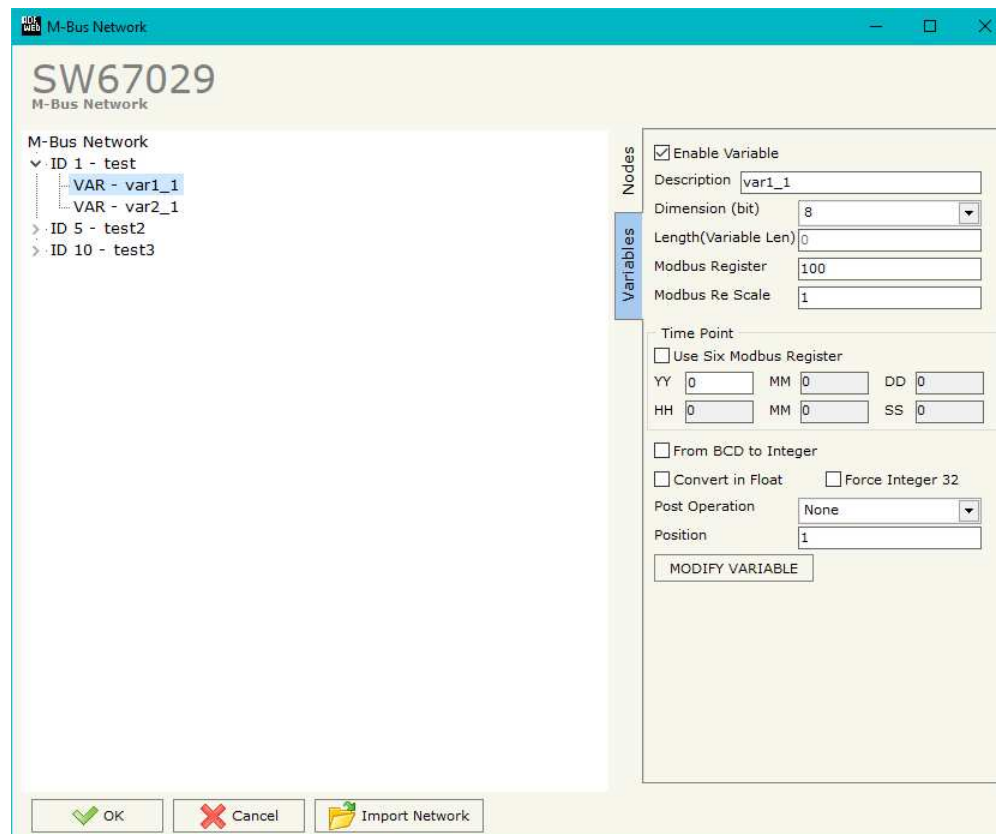 ADF WEB M-Bus Network
SW67029
M-Bus Network
M-Bus Network
ID 1 - test
VAR - var1_1
VAR - var2_1
ID 5 - test2
ID 10 - test3
Nodes
Variables
Enable Variable
Description var1_1
Dimension (bit) 8
Length(Variable Len) 0
Modbus Register 100
Modbus Re Scale 1
Time Point
Use Six Modbus Register
YY 0 MM 0 DD 0
HH 0 MM 0 SS 0
From BCD to Integer
Convert in Float Force Integer 32
Post Operation None
Position 1
MODIFY VARIABLE
OK Cancel Import Network